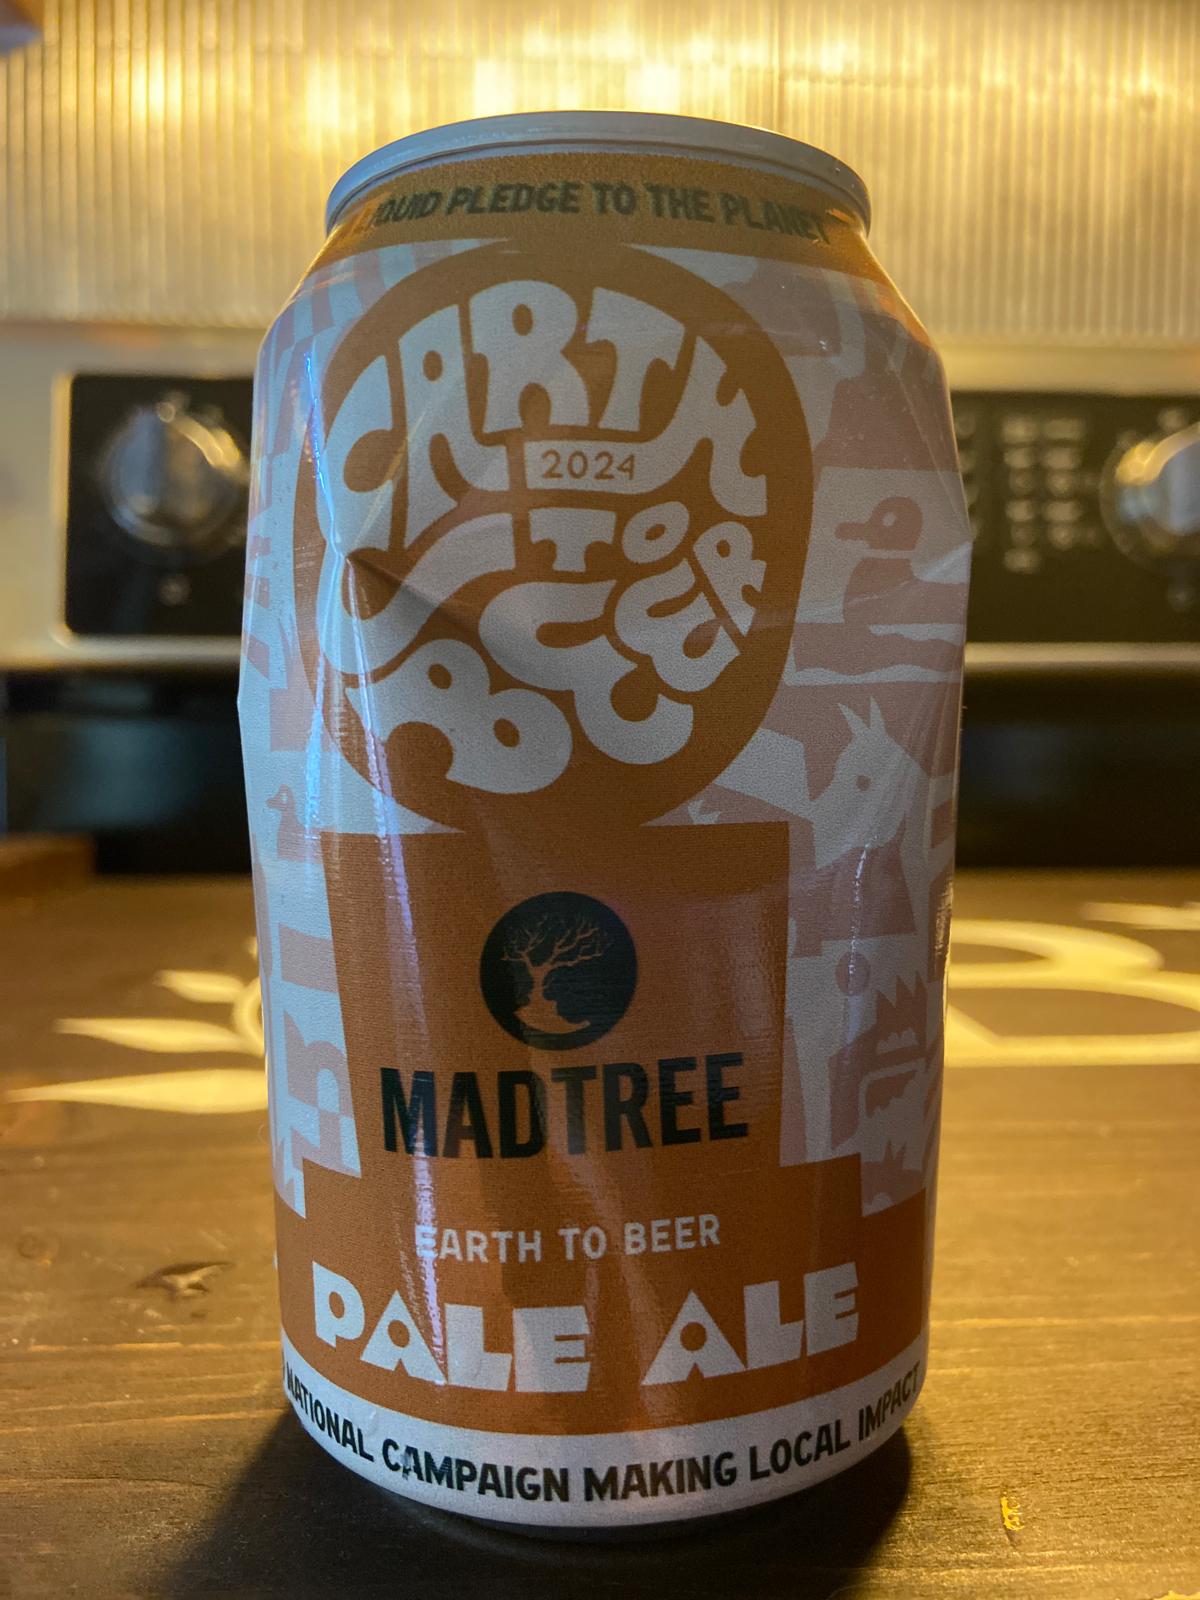 LIQUID PLEDGE TO THE PLANET
EARTH
2024
TO
BEER
MADTREE
EARTH TO BEER
PALE ALE
NATIONAL CAMPAIGN MAKING LOCAL IMPACT